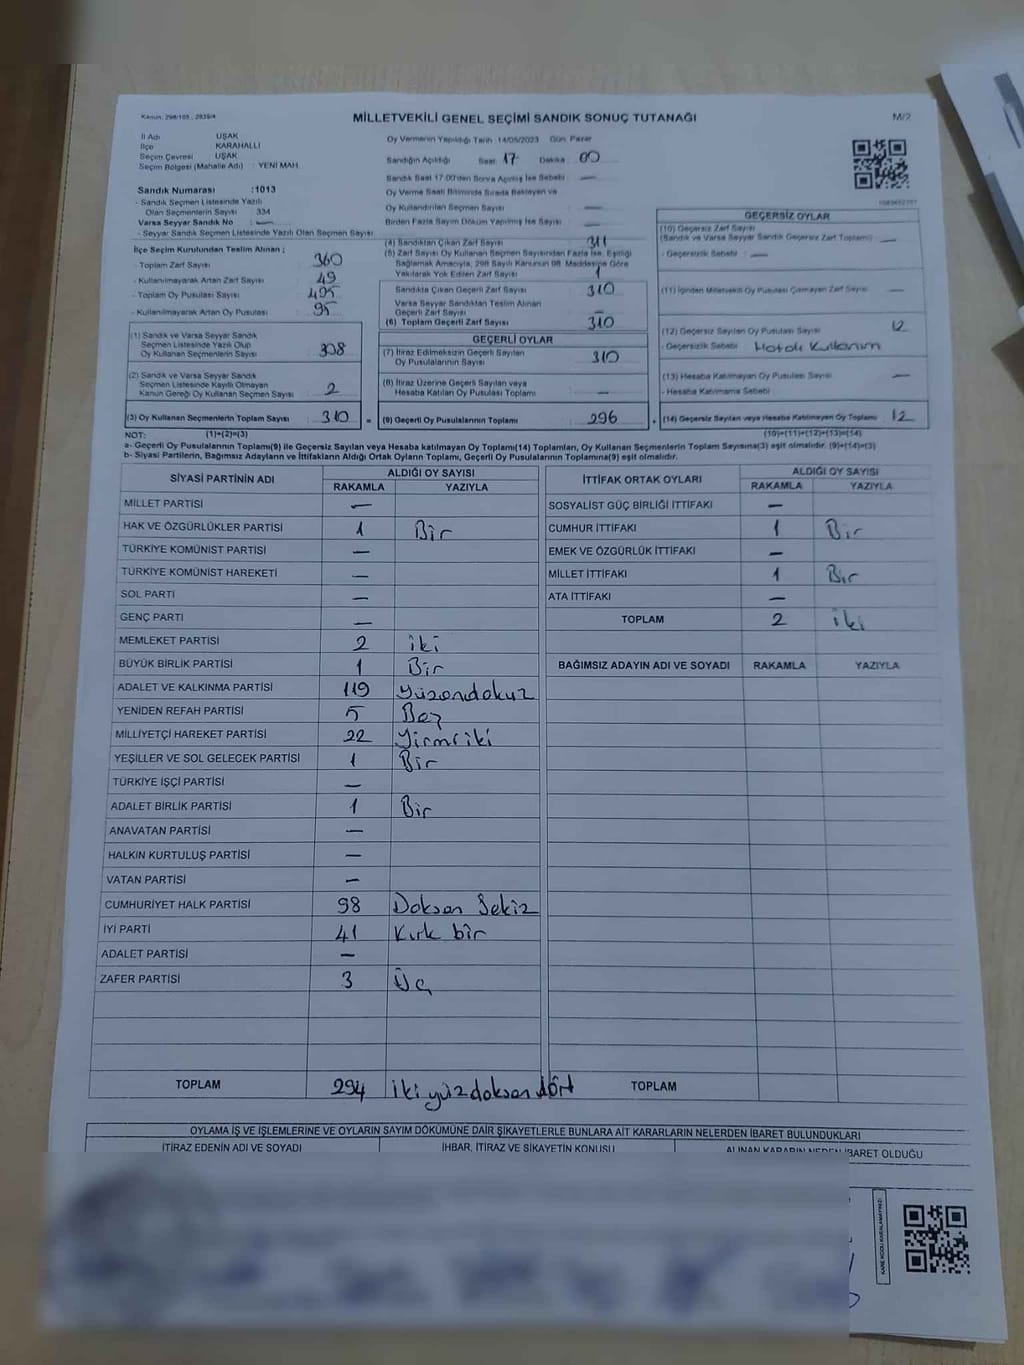 Kanun: 298/105 , 2839/4
MİLLETVEKİLİ GENEL SEÇİMİ SANDIK SONUÇ TUTANAĞI
M/2
İl Adı UŞAK
İlçe KARAHALLI
Seçim Çevresi UŞAK
Seçim Bölgesi (Mahalle Adı) : YENİ MAH.
Oy Vermenin Yapıldığı Tarih : 14/05/2023 Gün: Pazar
Sandığın Açıldığı Saat 17 Dakika : 00
Sandık Saat 17:00'den Sonra Açılmış İse Sebebi : —
Oy Verme Saati Bitiminde Sırada Bekleyen ve
Oy Kullandırılan Seçmen Sayısı —
Birden Fazla Sayım Döküm Yapılmış İse Sayısı —
Sandık Numarası :1013
- Sandık Seçmen Listesinde Yazılı
Olan Seçmenlerin Sayısı 334
Varsa Seyyar Sandık No : —
- Seyyar Sandık Seçmen Listesinde Yazılı Olan Seçmen Sayısı
İlçe Seçim Kurulundan Teslim Alınan ;
- Toplam Zarf Sayısı 360
- Kullanılmayarak Artan Zarf Sayısı 49
- Toplam Oy Pusulası Sayısı 405
- Kullanılmayarak Artan Oy Pusulası 95
(1) Sandık ve Varsa Seyyar Sandık
Seçmen Listesinde Yazılı Olup
Oy Kullanan Seçmenlerin Sayısı 308
(2) Sandık ve Varsa Seyyar Sandık
Seçmen Listesinde Kayıtlı Olmayan
Kanun Gereği Oy Kullanan Seçmen Sayısı 2
(3) Oy Kullanan Seçmenlerin Toplam Sayısı 310 =
(4) Sandıktan Çıkan Zarf Sayısı 311
(5) Zarf Sayısı Oy Kullanan Seçmen Sayısından Fazla İse, Eşitliği
Sağlamak Amacıyla, 298 Sayılı Kanunun 98. Maddesine Göre
Yakılarak Yok Edilen Zarf Sayısı 1
Sandıkta Çıkan Geçerli Zarf Sayısı 310
Varsa Seyyar Sandıktan Teslim Alınan
Geçerli Zarf Sayısı —
(6) Toplam Geçerli Zarf Sayısı 310
GEÇERLİ OYLAR
(7) İtiraz Edilmeksizin Geçerli Sayılan
Oy Pusulalarının Sayısı 310
(8) İtiraz Üzerine Geçerli Sayılan veya
Hesaba Katılan Oy Pusulası Toplamı —
(9) Geçerli Oy Pusulalarının Toplamı 296 +
GEÇERSİZ OYLAR
(10) Geçersiz Zarf Sayısı
(Sandık ve Varsa Seyyar Sandık Geçersiz Zarf Toplamı) —
- Geçersizlik Sebebi : —
(11) İçinden Milletvekili Oy Pusulası Çıkmayan Zarf Sayısı —
(12) Geçersiz Sayılan Oy Pusulası Sayısı 12
- Geçersizlik Sebebi Hatalı Kullanım
(13) Hesaba Katılmayan Oy Pusulası Sayısı —
- Hesaba Katılmama Sebebi
(14) Geçersiz Sayılan veya Hesaba Katılmayan Oy Toplamı 12
NOT: (1)+(2)=(3) (10)+(11)+(12)+(13)=(14)
a- Geçerli Oy Pusulalarının Toplamı(9) ile Geçersiz Sayılan veya Hesaba katılmayan Oy Toplamı(14) Toplamları, Oy Kullanan Seçmenlerin Toplam Sayısına(3) eşit olmalıdır. (9)+(14)=(3)
b- Siyasi Partilerin, Bağımsız Adayların ve İttifakların Aldığı Ortak Oyların Toplamı, Geçerli Oy Pusulalarının Toplamına(9) eşit olmalıdır.
SİYASİ PARTİNİN ADI ALDIĞI OY SAYISI
RAKAMLA YAZIYLA
MİLLET PARTİSİ —
HAK VE ÖZGÜRLÜKLER PARTİSİ 1 Bir
TÜRKİYE KOMÜNİST PARTİSİ —
TÜRKİYE KOMÜNİST HAREKETİ —
SOL PARTİ —
GENÇ PARTİ —
MEMLEKET PARTİSİ 2 iki
BÜYÜK BİRLİK PARTİSİ 1 Bir
ADALET VE KALKINMA PARTİSİ 119 yüzondokuz
YENİDEN REFAH PARTİSİ 5 Beş
MİLLİYETÇİ HAREKET PARTİSİ 22 Yirmi iki
YEŞİLLER VE SOL GELECEK PARTİSİ 1 Bir
TÜRKİYE İŞÇİ PARTİSİ —
ADALET BİRLİK PARTİSİ 1 Bir
ANAVATAN PARTİSİ —
HALKIN KURTULUŞ PARTİSİ —
VATAN PARTİSİ —
CUMHURİYET HALK PARTİSİ 98 Doksan Sekiz
İYİ PARTİ 41 Kırk bir
ADALET PARTİSİ —
ZAFER PARTİSİ 3 Üç
TOPLAM 294 İki yüz doksan dört
İTTİFAK ORTAK OYLARI ALDIĞI OY SAYISI
RAKAMLA YAZIYLA
SOSYALİST GÜÇ BİRLİĞİ İTTİFAKI —
CUMHUR İTTİFAKI 1 Bir
EMEK VE ÖZGÜRLÜK İTTİFAKI —
MİLLET İTTİFAKI 1 Bir
ATA İTTİFAKI —
TOPLAM 2 iki
BAĞIMSIZ ADAYIN ADI VE SOYADI RAKAMLA YAZIYLA
TOPLAM
OYLAMA İŞ VE İŞLEMLERİNE VE OYLARIN SAYIM DÖKÜMÜNE DAİR ŞİKAYETLERLE BUNLARA AİT KARARLARIN NELERDEN İBARET BULUNDUKLARI
İTİRAZ EDENİN ADI VE SOYADI İHBAR, İTİRAZ VE ŞİKAYETİN KONUSU ALINAN KARARIN NEDEN İBARET OLDUĞU
KARE KODU KARALAMAYINIZ!